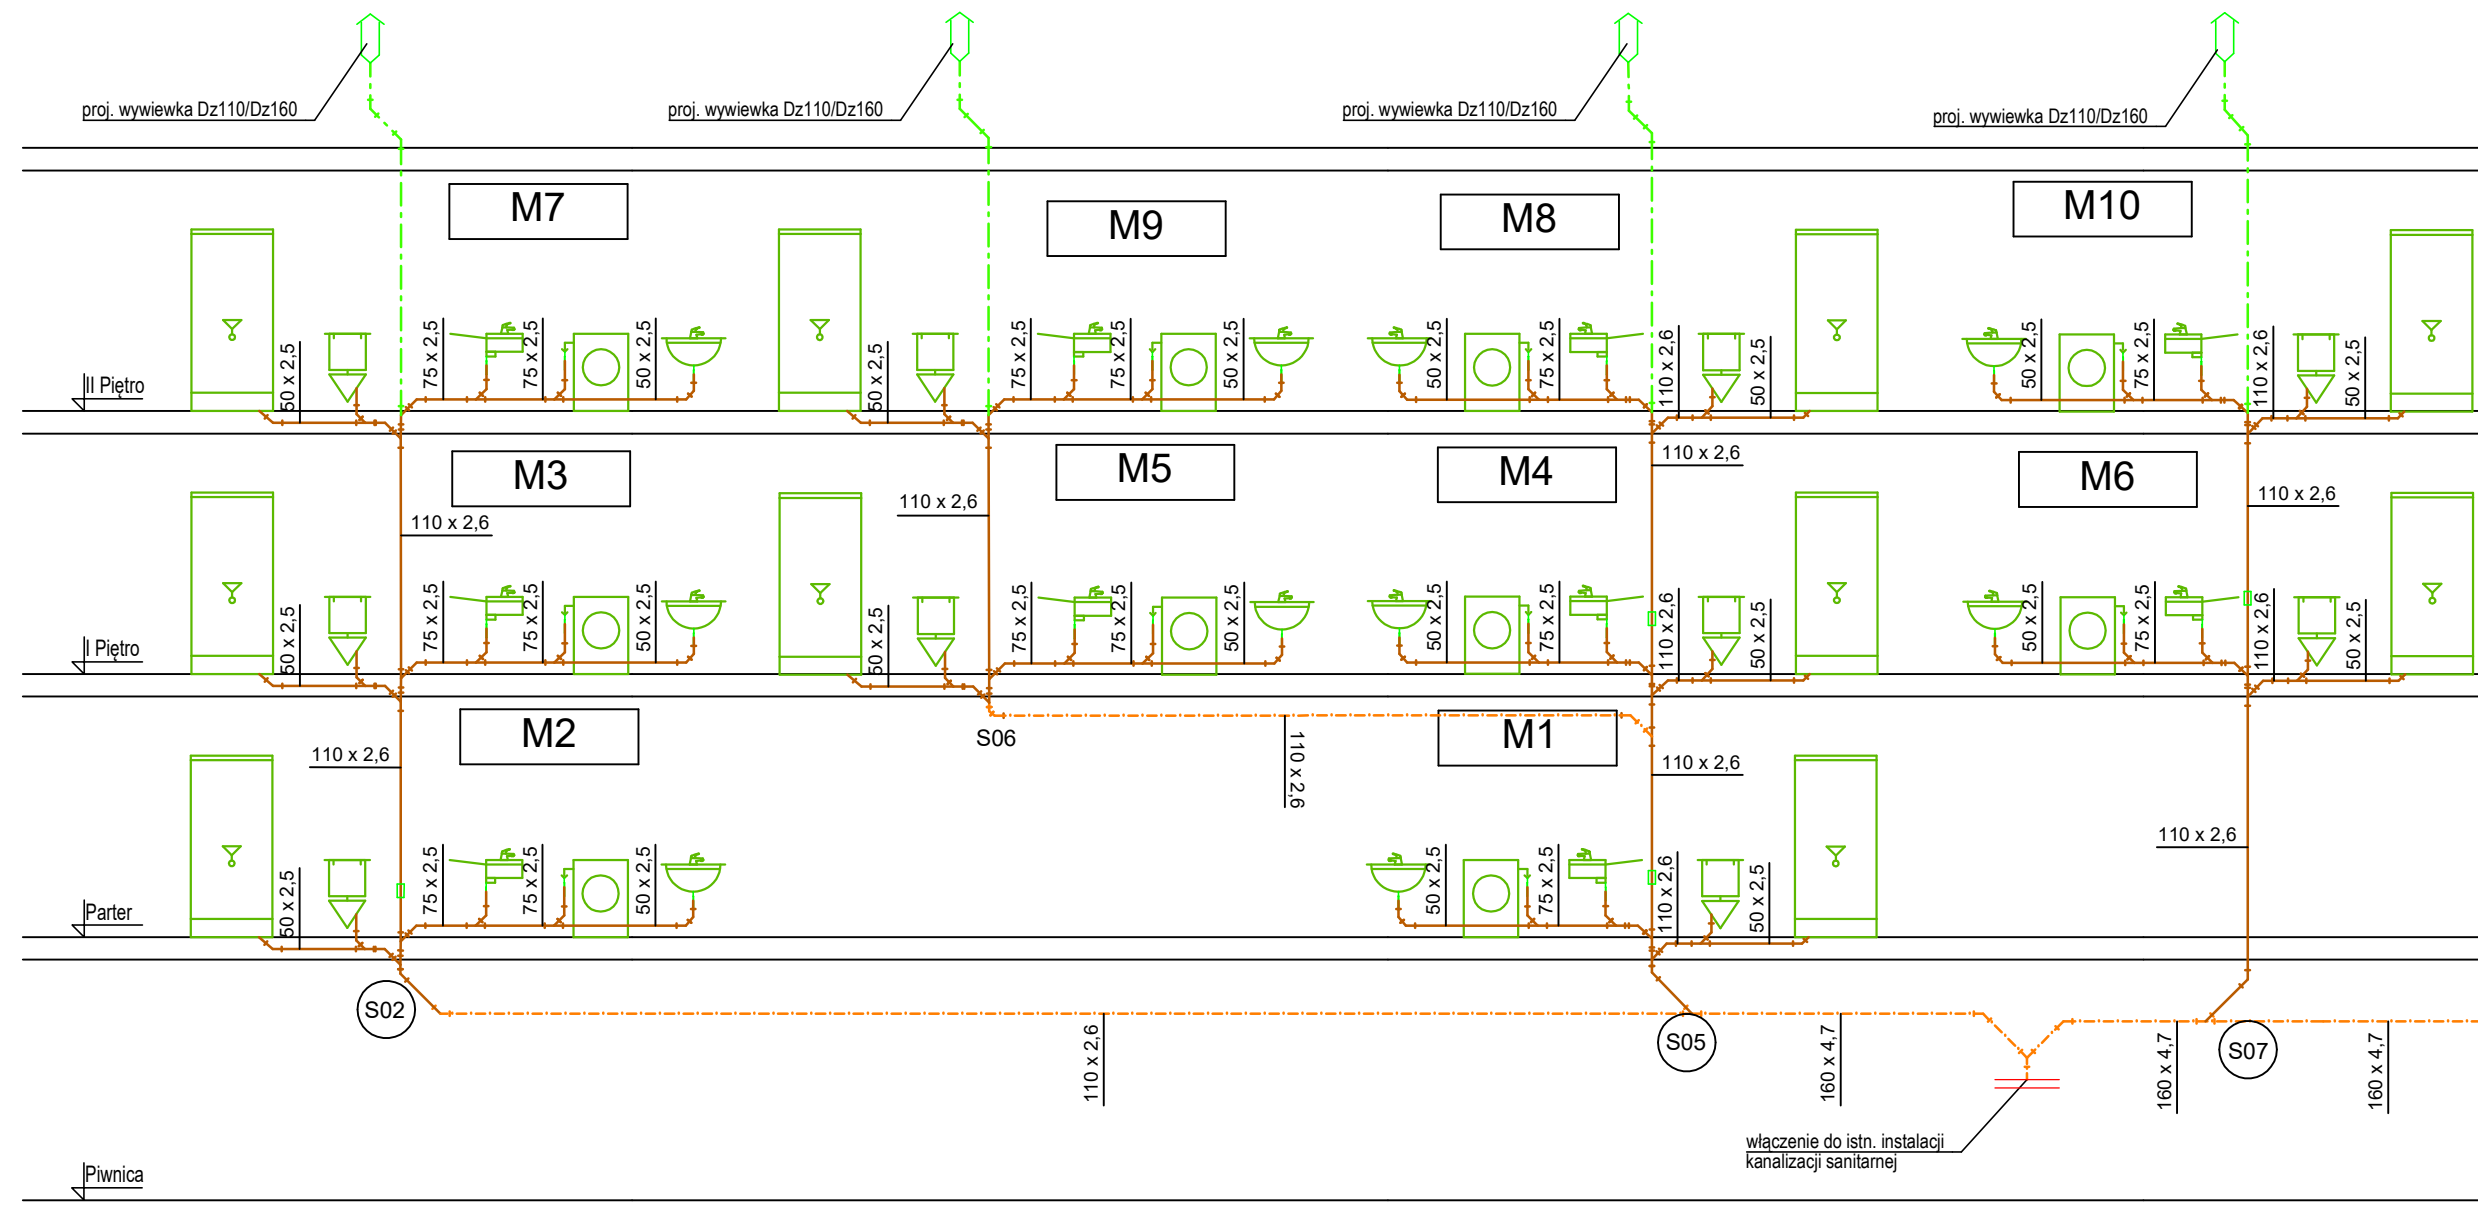 proj. wywiewka Dz110/Dz160
proj. wywiewka Dz110/Dz160
proj. wywiewka Dz110/Dz160
proj. wywiewka Dz110/Dz160
M7
M9
M8
M10
II Piętro
50 x 2,5
75 x 2,5
75 x 2,5
50 x 2,5
50 x 2,5
75 x 2,5
75 x 2,5
50 x 2,5
50 x 2,5
75 x 2,5
110 x 2,6
50 x 2,5
50 x 2,5
75 x 2,5
110 x 2,6
50 x 2,5
M3
M5
M4
M6
110 x 2,6
110 x 2,6
110 x 2,6
110 x 2,6
I Piętro
50 x 2,5
75 x 2,5
75 x 2,5
50 x 2,5
50 x 2,5
75 x 2,5
75 x 2,5
50 x 2,5
50 x 2,5
75 x 2,5
110 x 2,6
50 x 2,5
50 x 2,5
75 x 2,5
110 x 2,6
50 x 2,5
M2
S06
M1
110 x 2,6
110 x 2,6
110 x 2,6
110 x 2,6
Parter
50 x 2,5
75 x 2,5
75 x 2,5
50 x 2,5
50 x 2,5
75 x 2,5
110 x 2,6
50 x 2,5
S02
S05
S07
110 x 2,6
160 x 4,7
160 x 4,7
160 x 4,7
włączenie do istn. instalacji
kanalizacji sanitarnej
Piwnica